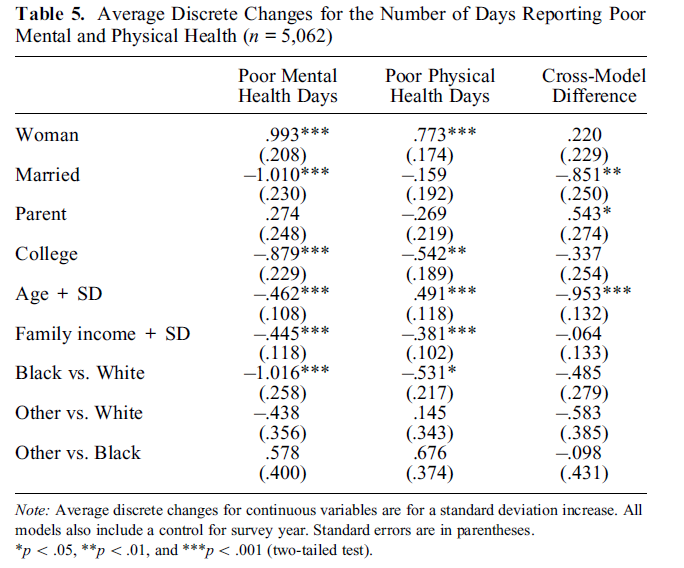 Table 5. Average Discrete Changes for the Number of Days Reporting Poor
Mental and Physical Health (n = 5,062)
Poor Mental Poor Physical Cross-Model
Health Days Health Days Difference
Woman .993*** .773*** .220
(.208) (.174) (.229)
Married −1.010*** −.159 −.851**
(.230) (.192) (.250)
Parent .274 −.269 .543*
(.248) (.219) (.274)
College −.879*** −.542** −.337
(.229) (.189) (.254)
Age + SD −.462*** .491*** −.953***
(.108) (.118) (.132)
Family income + SD −.445*** −.381*** −.064
(.118) (.102) (.133)
Black vs. White −1.016*** −.531* −.485
(.258) (.217) (.279)
Other vs. White −.438 .145 −.583
(.356) (.343) (.385)
Other vs. Black .578 .676 −.098
(.400) (.374) (.431)
Note: Average discrete changes for continuous variables are for a standard deviation increase. All
models also include a control for survey year. Standard errors are in parentheses.
*p < .05, **p < .01, and ***p < .001 (two-tailed test).